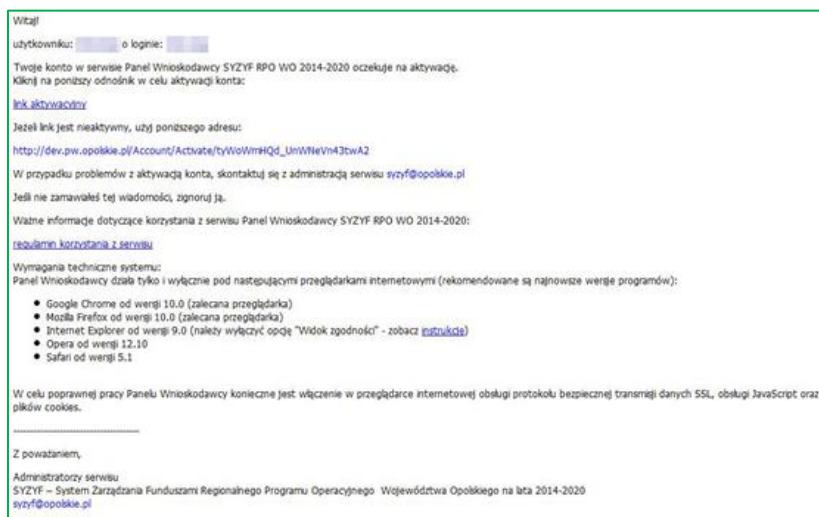 Witaj!
użytkowniku: o loginie:
Twoje konto w serwisie Panel Wnioskodawcy SYZYF RPO WO 2014-2020 oczekuje na aktywację.
Kliknij na poniższy odnośnik w celu aktywacji konta:
link aktywacyjny
Jeżeli link jest nieaktywny, użyj poniższego adresu:
http://dev.pw.opolskie.pl/Account/Activate/tyWoWmHQd_UnWNeVn43twA2
W przypadku problemów z aktywacją konta, skontaktuj się z administracją serwisu syzyf@opolskie.pl
Jeśli nie zamawiałeś tej wiadomości, zignoruj ją.
Ważne informacje dotyczące korzystania z serwisu Panel Wnioskodawcy SYZYF RPO WO 2014-2020:
regulamin korzystania z serwisu
Wymagania techniczne systemu:
Panel Wnioskodawcy działa tylko i wyłącznie pod następującymi przeglądarkami internetowymi (rekomendowane są najnowsze wersje programów):
• Google Chrome od wersji 10.0 (zalecana przeglądarka)
• Mozilla Firefox od wersji 10.0 (zalecana przeglądarka)
• Internet Explorer od wersji 9.0 (należy wyłączyć opcję "Widok zgodności" - zobacz instrukcję)
• Opera od wersji 12.10
• Safari od wersji 5.1
W celu poprawnej pracy Panelu Wnioskodawcy konieczne jest włączenie w przeglądarce internetowej obsługi protokołu bezpiecznej transmisji danych SSL, obsługi JavaScript oraz
plików cookies.
------------------------------------
Z poważaniem,
Administratorzy serwisu
SYZYF – System Zarządzania Funduszami Regionalnego Programu Operacyjnego Województwa Opolskiego na lata 2014-2020
syzyf@opolskie.pl